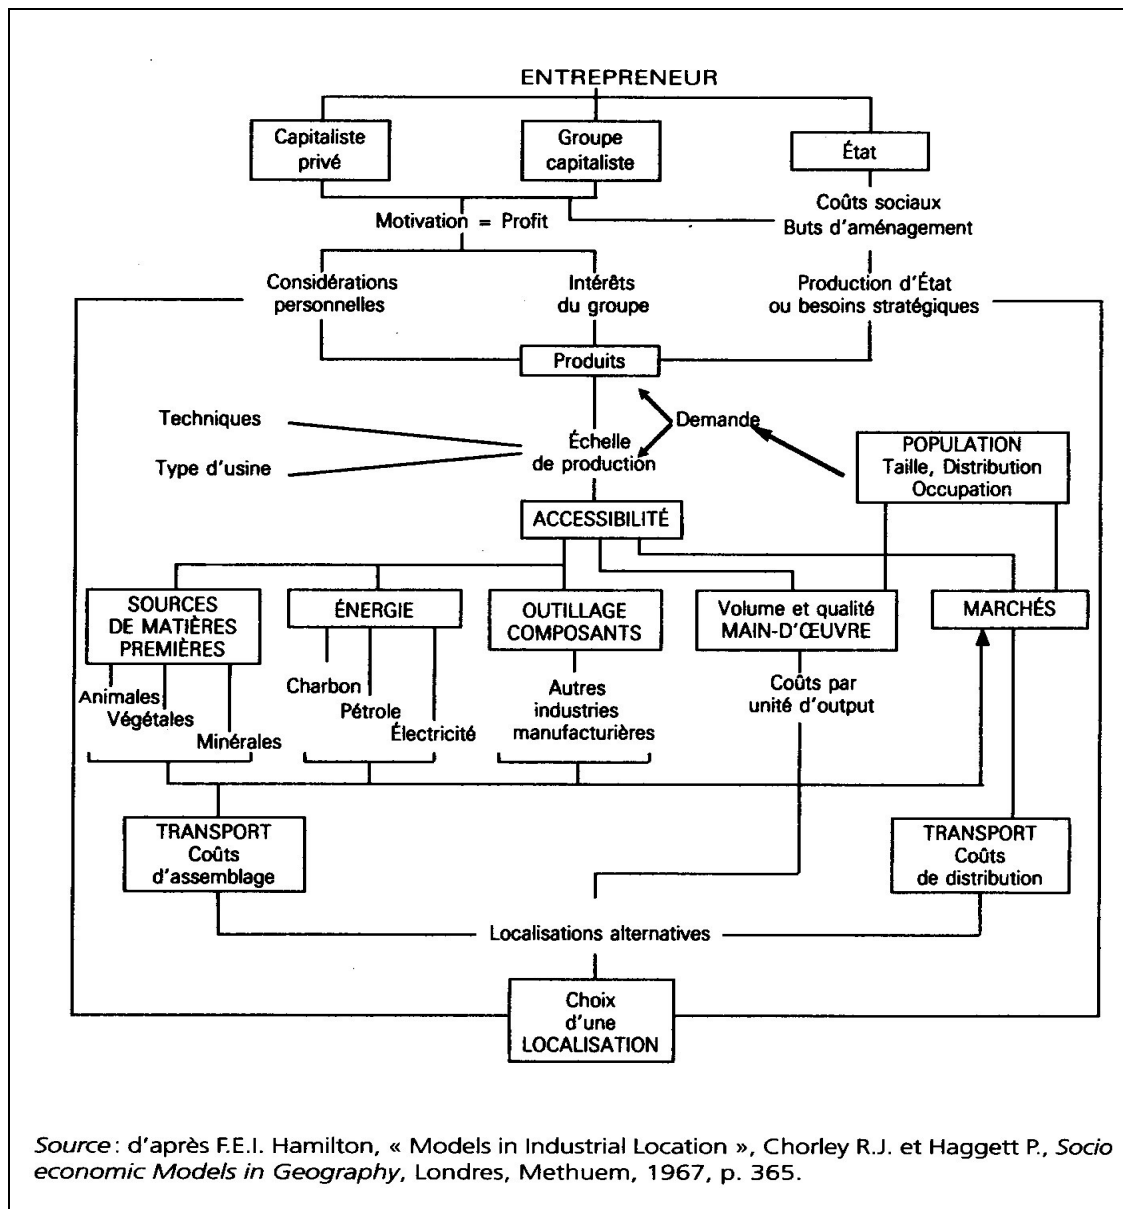 ENTREPRENEUR
Capitaliste
privé
Groupe
capitaliste
État
Motivation = Profit
Coûts sociaux
Buts d'aménagement
Considérations
personnelles
Intérêts
du groupe
Production d'État
ou besoins stratégiques
Produits
Techniques
Type d'usine
Échelle
de production
Demande
POPULATION
Taille, Distribution
Occupation
ACCESSIBILITÉ
SOURCES
DE MATIÈRES
PREMIÈRES
ÉNERGIE
OUTILLAGE
COMPOSANTS
Volume et qualité
MAIN-D'ŒUVRE
MARCHÉS
Animales
Végétales
Minérales
Charbon
Pétrole
Électricité
Autres
industries
manufacturières
Coûts par
unité d'output
TRANSPORT
Coûts
d'assemblage
TRANSPORT
Coûts
de distribution
Localisations alternatives
Choix
d'une
LOCALISATION
Source : d'après F.E.I. Hamilton, « Models in Industrial Location », Chorley R.J. et Haggett P., Socio
economic Models in Geography, Londres, Methuem, 1967, p. 365.